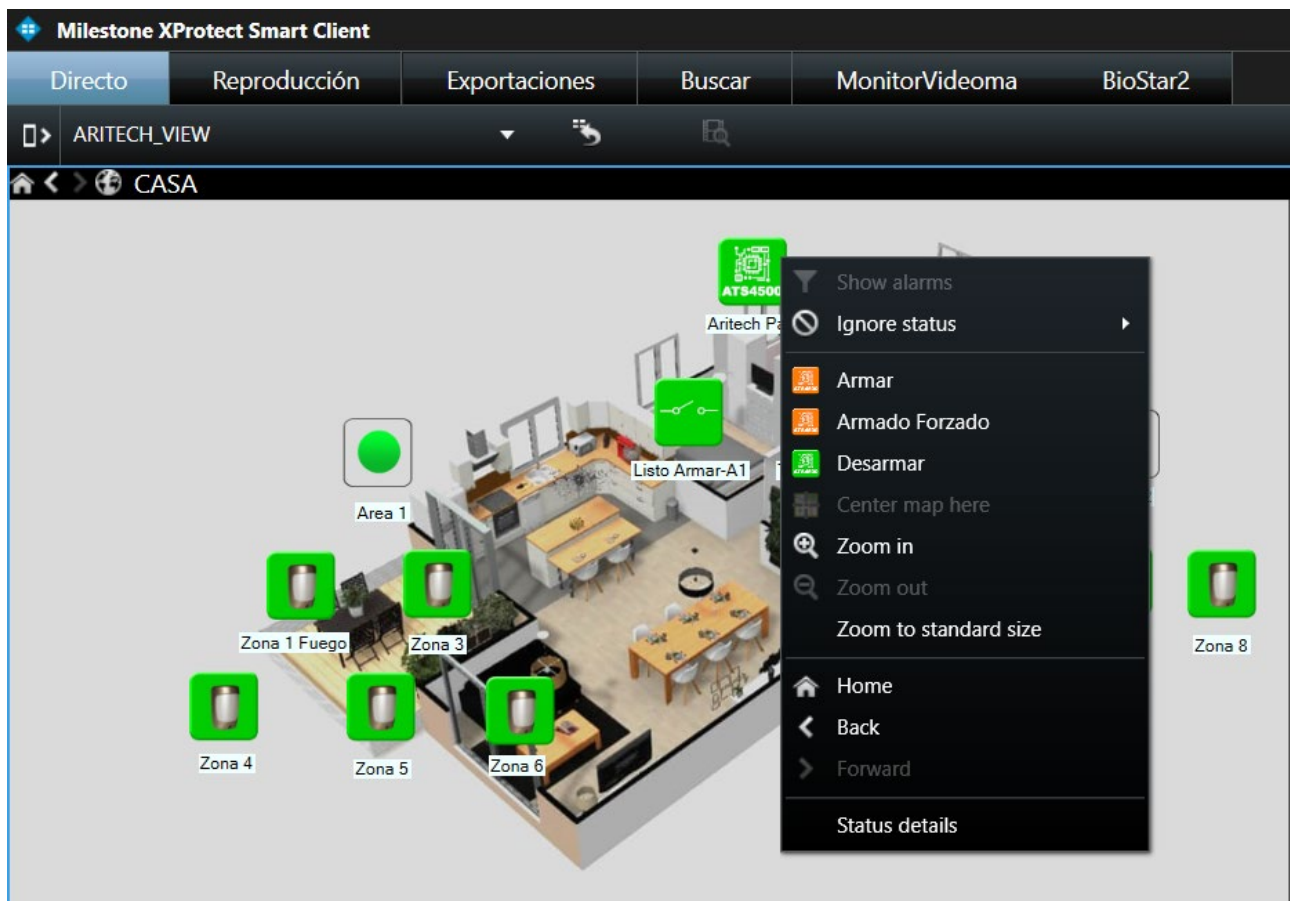 Milestone XProtect Smart Client
Directo Reproducción Exportaciones Buscar MonitorVideoma BioStar2
ARITECH_VIEW
CASA
ATS4500
Aritech Pa
Show alarms
Ignore status
Armar
Armado Forzado
Desarmar
Center map here
Zoom in
Zoom out
Zoom to standard size
Home
Back
Forward
Status details
Listo Armar-A1
Area 1
Zona 1 Fuego
Zona 3
Zona 8
Zona 4
Zona 5
Zona 6